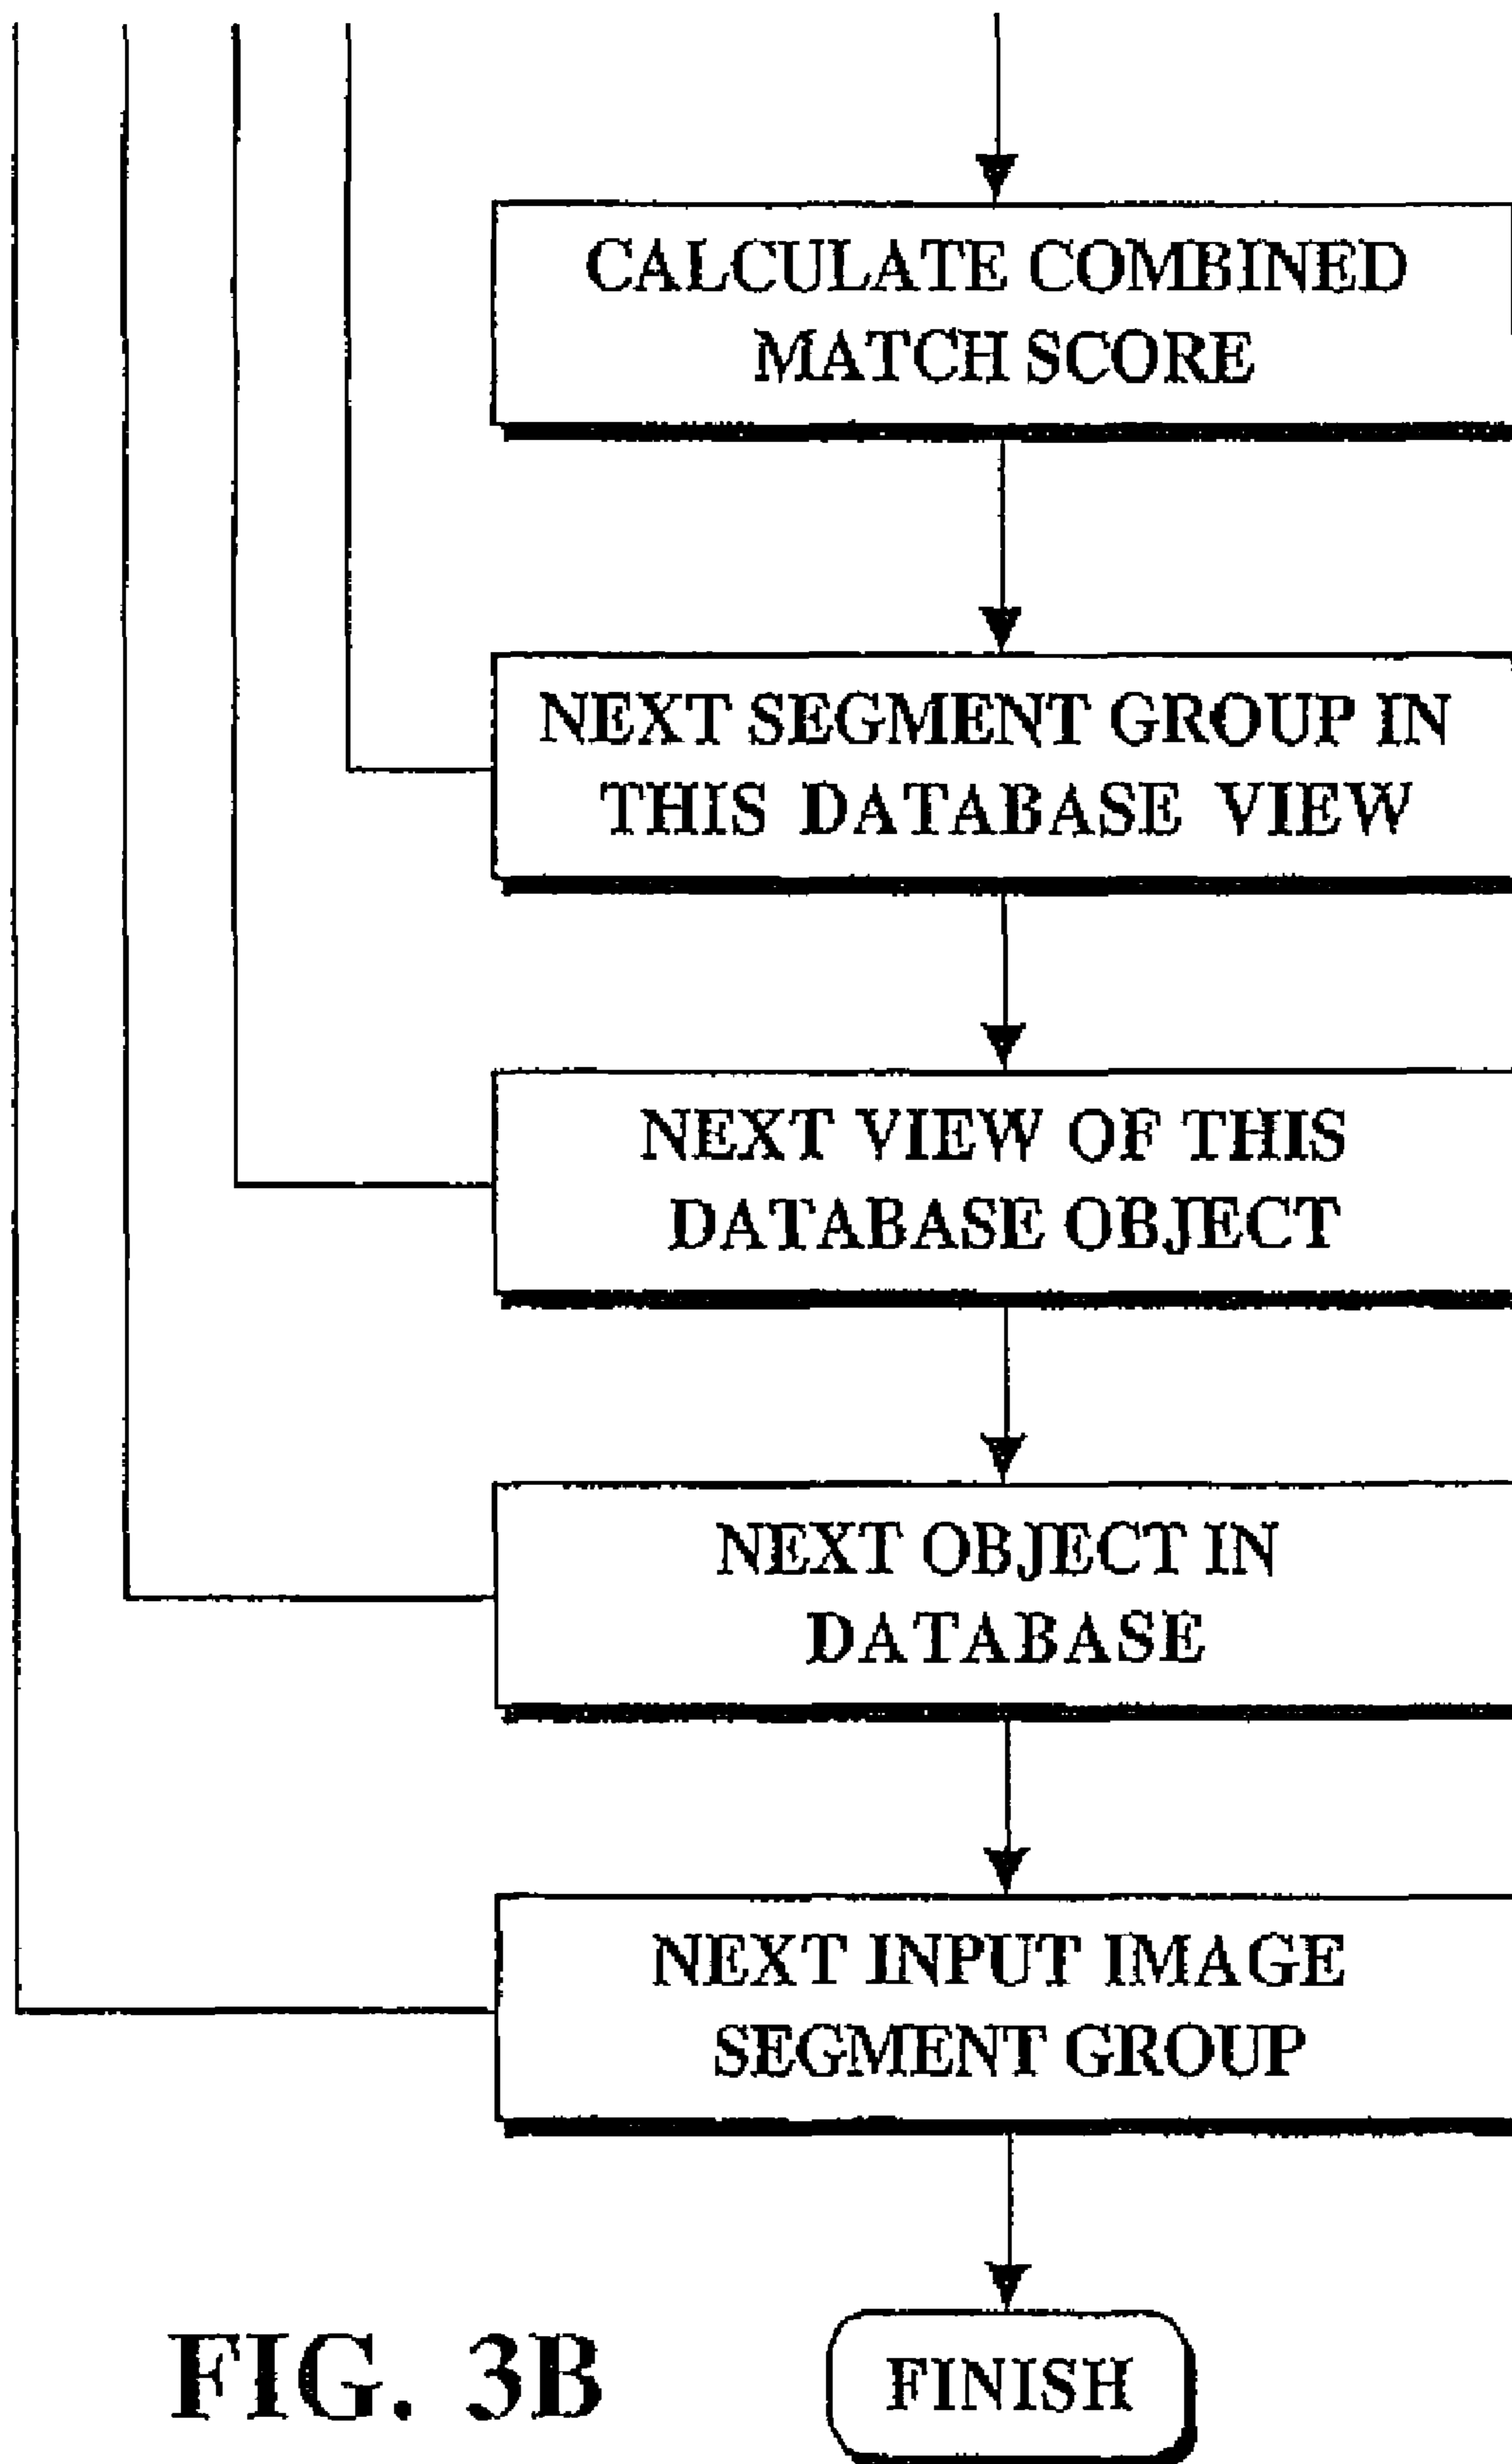 CALCULATE COMBINED
MATCH SCORE
NEXT SEGMENT GROUP IN
THIS DATABASE VIEW
NEXT VIEW OF THIS
DATABASE OBJECT
NEXT OBJECT IN
DATABASE
NEXT INPUT IMAGE
SEGMENT GROUP
FINISH
FIG. 3B